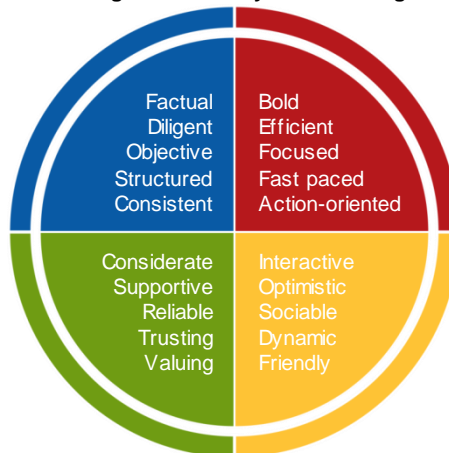 Factual
Diligent
Objective
Structured
Consistent
Bold
Efficient
Focused
Fast paced
Action-oriented
Considerate
Supportive
Reliable
Trusting
Valuing
Interactive
Optimistic
Sociable
Dynamic
Friendly